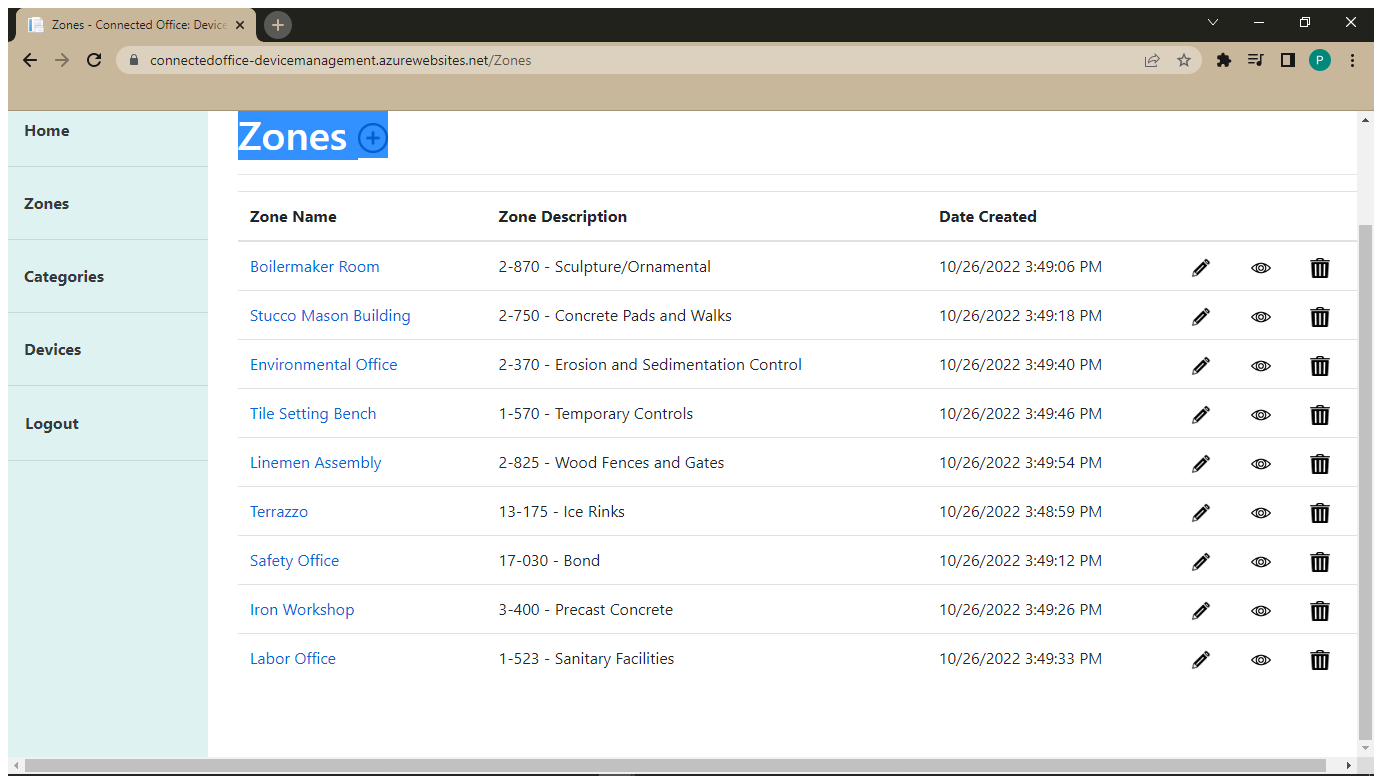 Zones - Connected Office: Device
connectedoffice-devicemanagement.azurewebsites.net/Zones
P
Home
Zones
Categories
Devices
Logout
Zones
Zone Name Zone Description Date Created
Boilermaker Room 2-870 - Sculpture/Ornamental 10/26/2022 3:49:06 PM
Stucco Mason Building 2-750 - Concrete Pads and Walks 10/26/2022 3:49:18 PM
Environmental Office 2-370 - Erosion and Sedimentation Control 10/26/2022 3:49:40 PM
Tile Setting Bench 1-570 - Temporary Controls 10/26/2022 3:49:46 PM
Linemen Assembly 2-825 - Wood Fences and Gates 10/26/2022 3:49:54 PM
Terrazzo 13-175 - Ice Rinks 10/26/2022 3:48:59 PM
Safety Office 17-030 - Bond 10/26/2022 3:49:12 PM
Iron Workshop 3-400 - Precast Concrete 10/26/2022 3:49:26 PM
Labor Office 1-523 - Sanitary Facilities 10/26/2022 3:49:33 PM